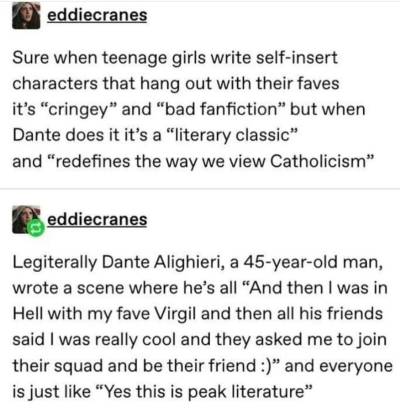 eddiecranes
Sure when teenage girls write self-insert
characters that hang out with their faves
it's “cringey” and “bad fanfiction” but when
Dante does it it's a “literary classic”
and “redefines the way we view Catholicism”
eddiecranes
Legiterally Dante Alighieri, a 45-year-old man,
wrote a scene where he's all “And then I was in
Hell with my fave Virgil and then all his friends
said I was really cool and they asked me to join
their squad and be their friend :)” and everyone
is just like “Yes this is peak literature”